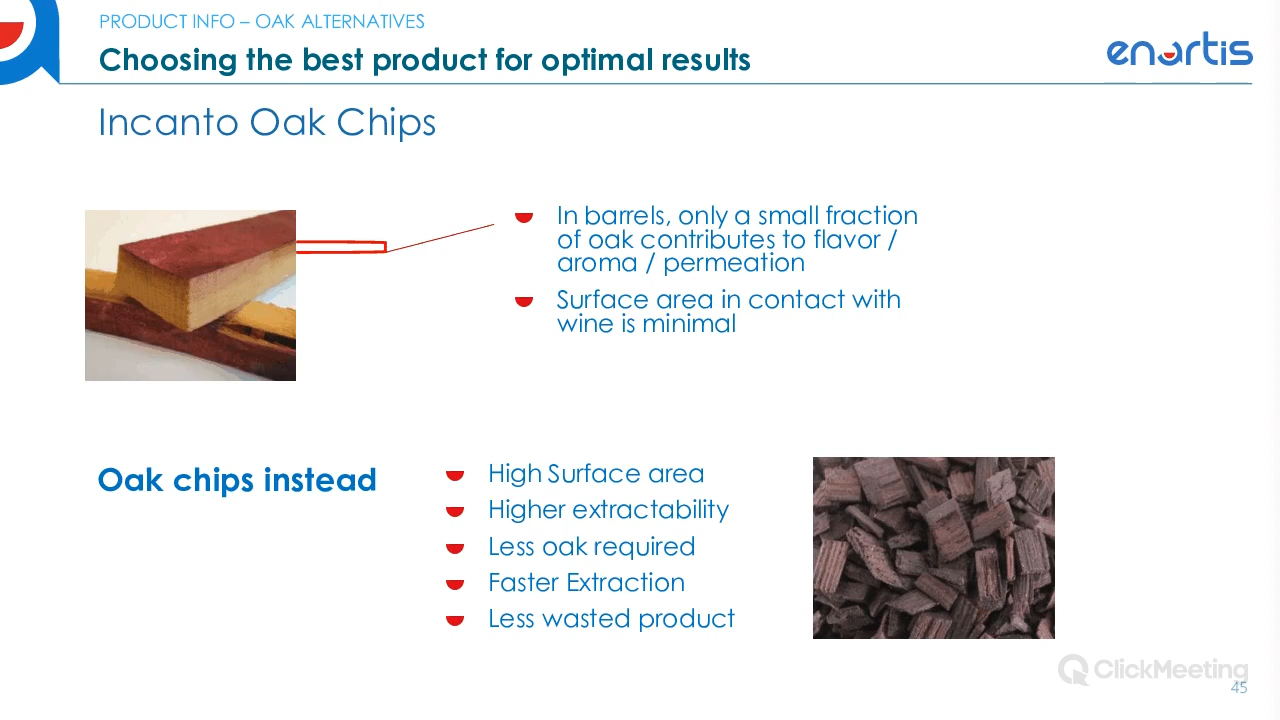 PRODUCT INFO – OAK ALTERNATIVES
Choosing the best product for optimal results
enartis
Incanto Oak Chips
In barrels, only a small fraction
of oak contributes to flavor /
aroma / permeation
Surface area in contact with
wine is minimal
Oak chips instead
High Surface area
Higher extractability
Less oak required
Faster Extraction
Less wasted product
ClickMeeting
45